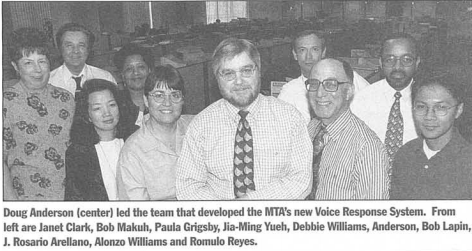 Doug Anderson (center) led the team that developed the MTA's new Voice Response System. From
left are Janet Clark, Bob Makuh, Paula Grigsby, Jia-Ming Yueh, Debbie Williams, Anderson, Bob Lapin,
J. Rosario Arellano, Alonzo Williams and Romulo Reyes.